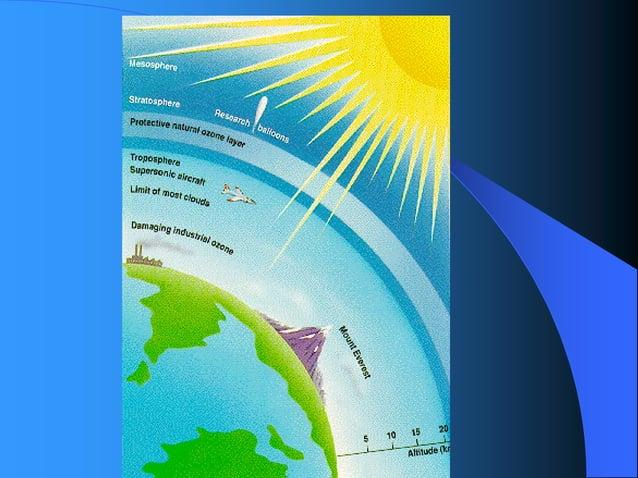 Mesosphere
Stratosphere
Research balloons
Protective natural ozone layer
Troposphere
Supersonic aircraft
Limit of most clouds
Damaging industrial ozone
Mount Everest
5 10 15 20
Altitude (k